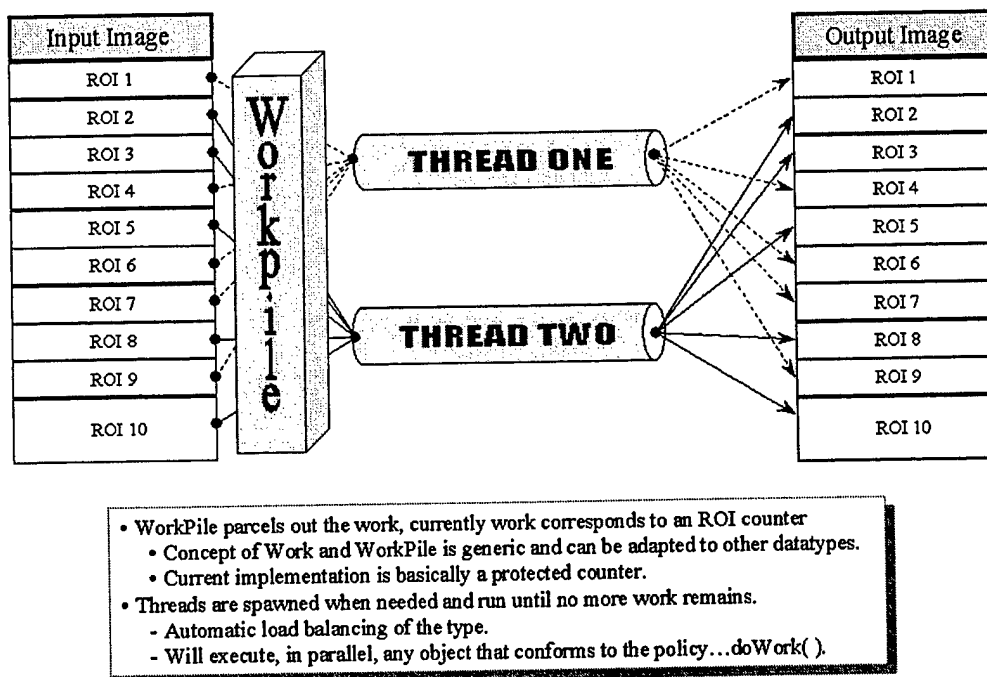 Input Image
ROI 1
ROI 2
ROI 3
ROI 4
ROI 5
ROI 6
ROI 7
ROI 8
ROI 9
ROI 10
Workpile
THREAD ONE
THREAD TWO
Output Image
ROI 1
ROI 2
ROI 3
ROI 4
ROI 5
ROI 6
ROI 7
ROI 8
ROI 9
ROI 10
• WorkPile parcels out the work, currently work corresponds to an ROI counter
• Concept of Work and WorkPile is generic and can be adapted to other datatypes.
• Current implementation is basically a protected counter.
• Threads are spawned when needed and run until no more work remains.
- Automatic load balancing of the type.
- Will execute, in parallel, any object that conforms to the policy...doWork( ).